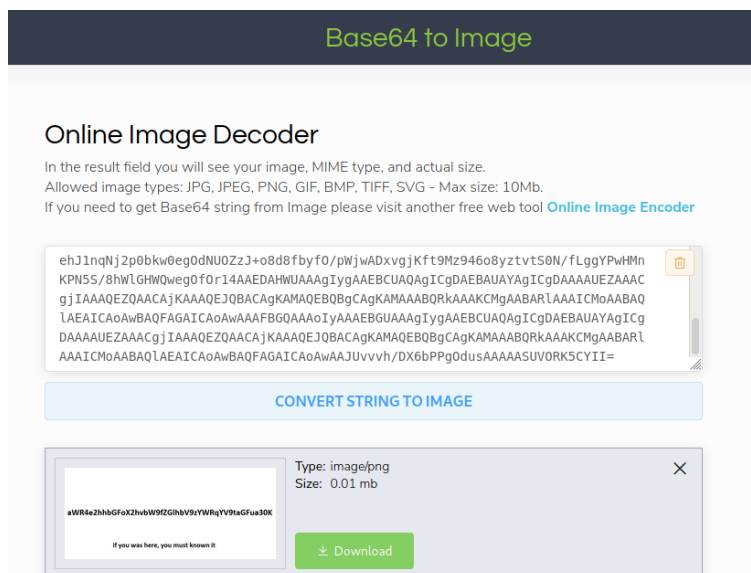 Base64 to Image
Online Image Decoder
In the result field you will see your image, MIME type, and actual size.
Allowed image types: JPG, JPEG, PNG, GIF, BMP, TIFF, SVG - Max size: 10Mb.
If you need to get Base64 string from Image please visit another free web tool Online Image Encoder
ehJ1nqNj2p0bkw0egOdNUOZzJ+o8d8fbyfO/pWjwADxvgjKft9Mz946o8yztvtS0N/fLggYPwHMn
KPN5S/8hWlGHWQwegOfOr14AAEDAHWUAAAgIygAAEBCUAQAgICgDAEBAUAYAgICgDAAAAUEZAAAC
gjIAAAQEZQAACAjKAAAQEJQBACAgKAMAQEBQBgCAgKAMAAABQRkAAAKCMgAABARlAAAICMoAABAQ
lAEAICAoAwBAQFAGAICAoAwAAAFBGQAAAoIyAAAEBGUAAAgIygAAEBCUAQAgICgDAEBAUAYAgICg
DAAAAUEZAAACgjIAAAQEZQAACAjKAAAQEJQBACAgKAMAQEBQBgCAgKAMAAABQRkAAAKCMgAABARl
AAAICMoAABAQlAEAICAoAwBAQFAGAICAoAwAAJUvvvh/DX6bPPgOdusAAAAASUVORK5CYII=
CONVERT STRING TO IMAGE
Type: image/png
Size: 0.01 mb
aWR4e2hhbGFoX2hvbW9fZGlhbV9zYWRqYV9taGFua30K
if you was here, you must known it
Download